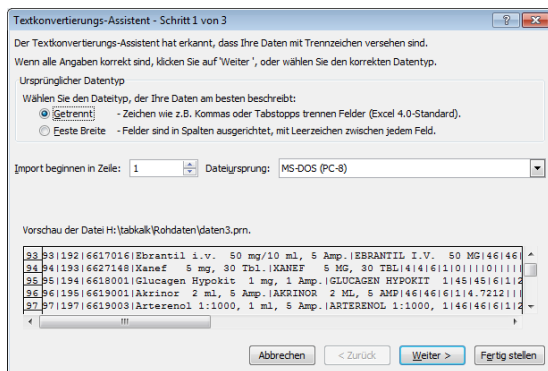 Textkonvertierungs-Assistent - Schritt 1 von 3
Der Textkonvertierungs-Assistent hat erkannt, dass Ihre Daten mit Trennzeichen versehen sind.
Wenn alle Angaben korrekt sind, klicken Sie auf 'Weiter ', oder wählen Sie den korrekten Datentyp.
Ursprünglicher Datentyp
Wählen Sie den Dateityp, der Ihre Daten am besten beschreibt:
Getrennt - Zeichen wie z.B. Kommas oder Tabstopps trennen Felder (Excel 4.0-Standard).
Feste Breite - Felder sind in Spalten ausgerichtet, mit Leerzeichen zwischen jedem Feld.
Import beginnen in Zeile: 1 Dateiursprung: MS-DOS (PC-8)
Vorschau der Datei H:\tabkalk\Rohdaten\daten3.prn.
93 93|192|6617016|Ebrantil i.v. 50 mg/10 ml, 5 Amp.|EBRANTIL I.V. 50 MG|46|46|
94 94|193|6627148|Xanef 5 mg, 30 Tbl.|XANEF 5 MG, 30 TBL|4|4|6|1|0||||0|||||
95 95|194|6618001|Glucagen Hypokit 1 mg, 1 Amp.|GLUCAGEN HYPOKIT 1|45|45|6|1|2
96 96|195|6619001|Akrinor 2 ml, 5 Amp.|AKRINOR 2 ML, 5 AMP|46|46|6|1|4.7212|||
97 97|197|6619003|Arterenol 1:1000, 1 ml, 5 Amp.|ARTERENOL 1:1000, 1|46|46|6|1|2
Abbrechen < Zurück Weiter > Fertig stellen